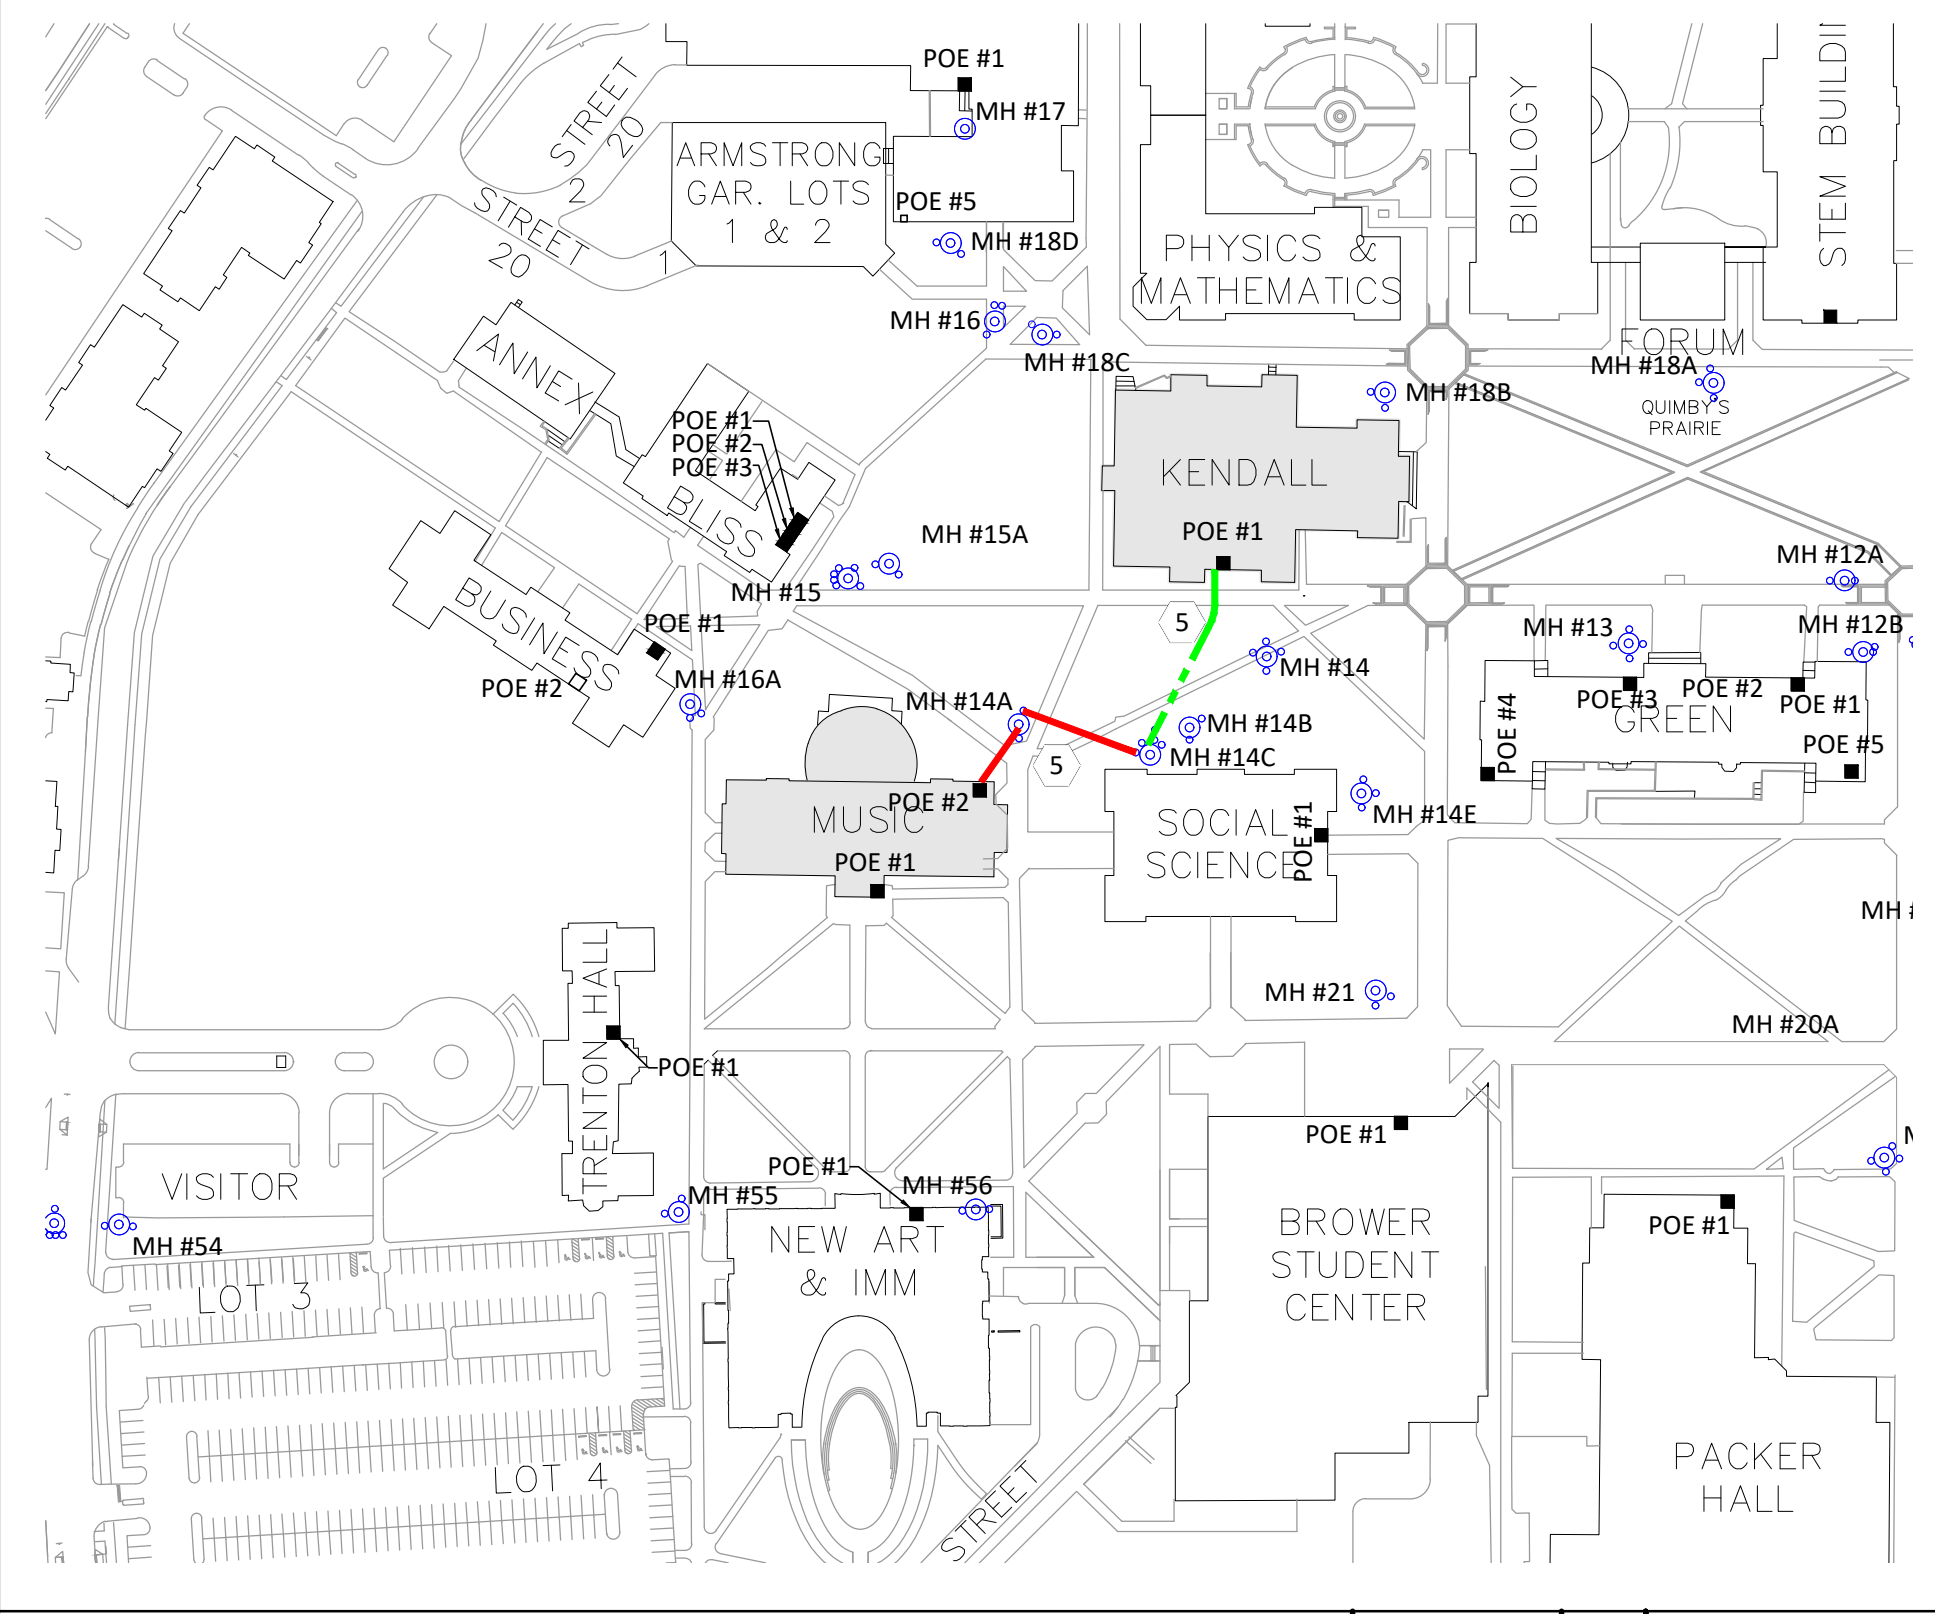 POE #1
MH #17
STREET
20
2
ARMSTRONG
GAR. LOTS
1 & 2
POE #5
MH #18D
STREET
20
1
PHYSICS &
MATHEMATICS
BIOLOGY
STEM BUILDIN
MH #16
MH #18C
FORUM
MH #18A
MH #18B
QUIMBY'S
PRAIRIE
ANNEX
POE #1
POE #2
POE #3
BLISS
KENDALL
POE #1
MH #15A
MH #15
MH #12A
BUSINESS
POE #1
POE #2
MH #16A
5
MH #14
MH #13
MH #12B
POE #3
POE #2
POE #1
POE #4
GREEN
POE #5
MH #14A
MH #14B
MH #14C
5
POE #2
MUSIC
POE #1
SOCIAL
SCIENCE
POE #1
MH #14E
MH #
MH #21
MH #20A
TRENTON HALL
POE #1
POE #1
VISITOR
POE #1
MH #56
MH #55
MH #54
NEW ART
& IMM
BROWER
STUDENT
CENTER
POE #1
LOT 3
LOT 4
STREET
PACKER
HALL